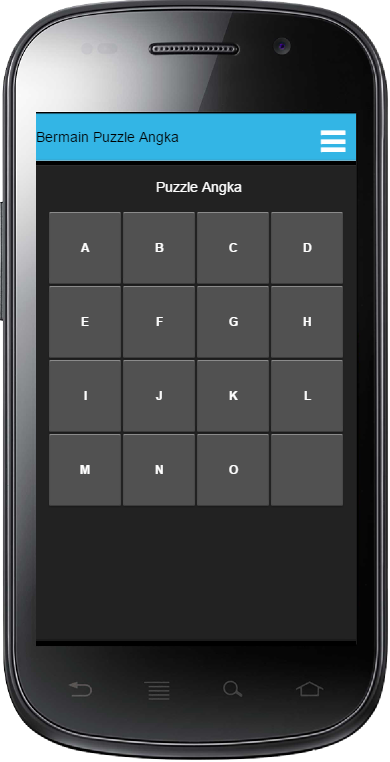 Bermain Puzzle Angka
Puzzle Angka
A B C D
E F G H
I J K L
M N O